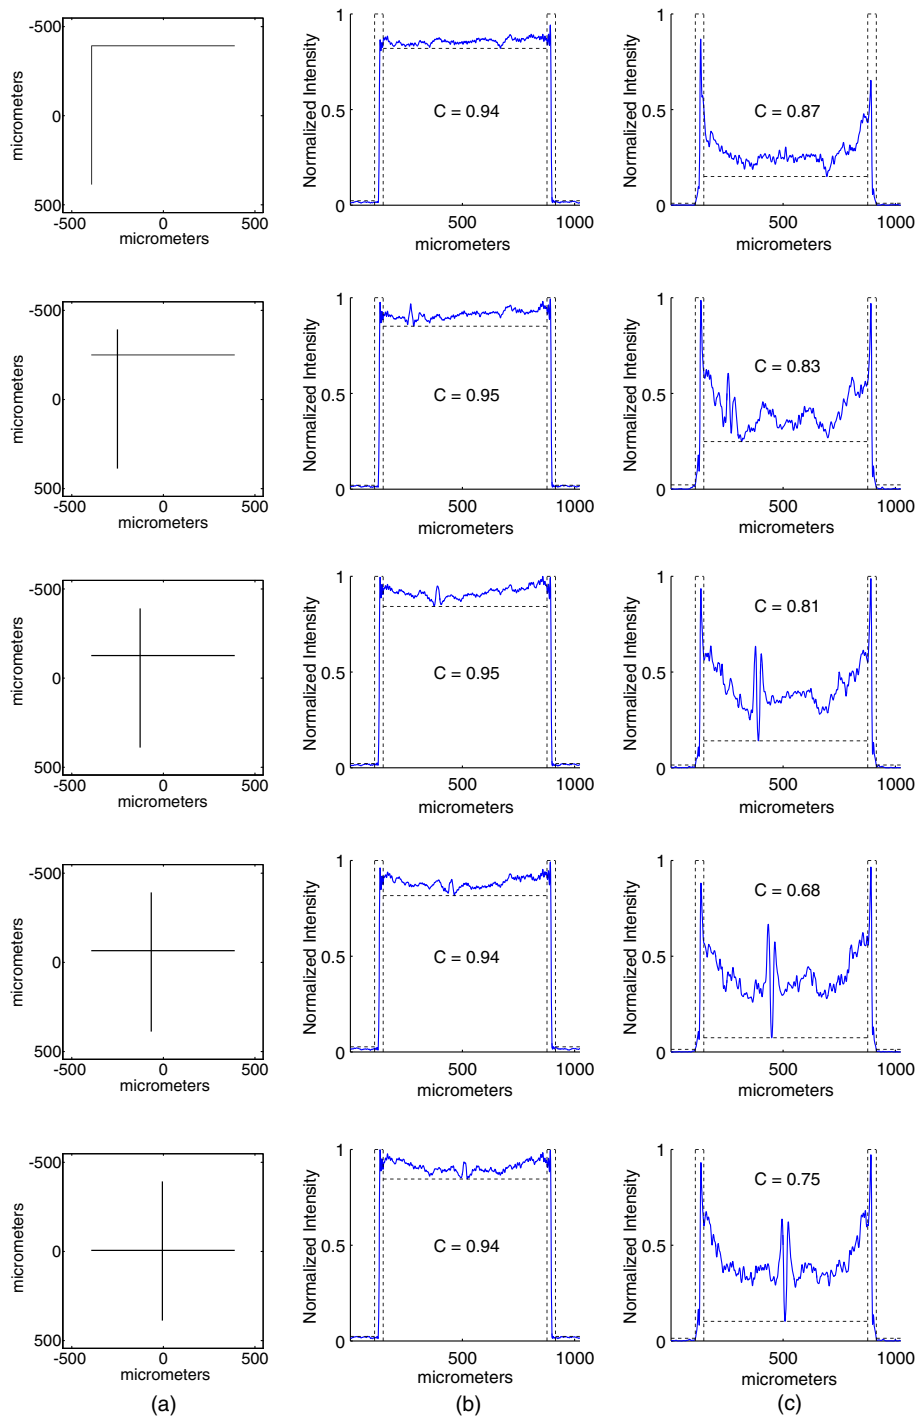 -500
0
500
-500 0 500
micrometers
micrometers
1
0.5
0
500 1000
Normalized Intensity
micrometers
C = 0.94
1
0.5
0
500 1000
Normalized Intensity
micrometers
C = 0.87
-500
0
500
-500 0 500
micrometers
micrometers
1
0.5
0
500 1000
Normalized Intensity
micrometers
C = 0.95
1
0.5
0
500 1000
Normalized Intensity
micrometers
C = 0.83
-500
0
500
-500 0 500
micrometers
micrometers
1
0.5
0
500 1000
Normalized Intensity
micrometers
C = 0.95
1
0.5
0
500 1000
Normalized Intensity
micrometers
C = 0.81
-500
0
500
-500 0 500
micrometers
micrometers
1
0.5
0
500 1000
Normalized Intensity
micrometers
C = 0.94
1
0.5
0
500 1000
Normalized Intensity
micrometers
C = 0.68
-500
0
500
-500 0 500
micrometers
micrometers
1
0.5
0
500 1000
Normalized Intensity
micrometers
C = 0.94
1
0.5
0
500 1000
Normalized Intensity
micrometers
C = 0.75
(a) (b) (c)